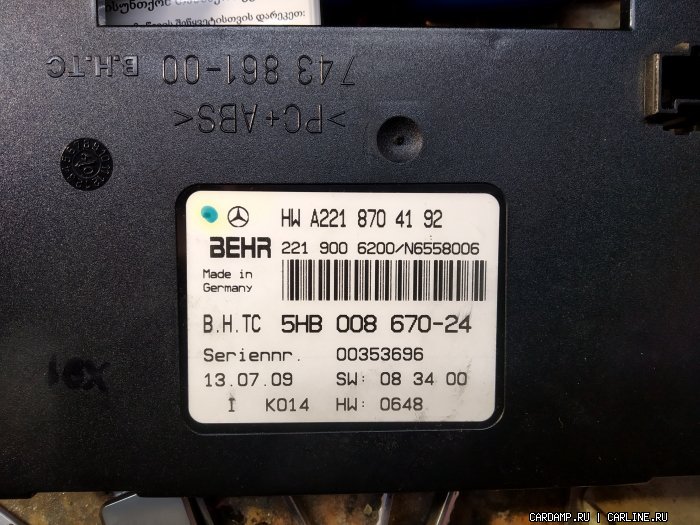 743 861-00 B.H.TC
>PC+ABS<
HW A221 870 41 92
BEHR 221 900 6200/N6558006
Made in
Germany
B.H.TC 5HB 008 670-24
Seriennr. 00353696
13.07.09 SW: 08 34 00
I K014 HW: 0648
CARDAMP.RU | CARLINE.RU